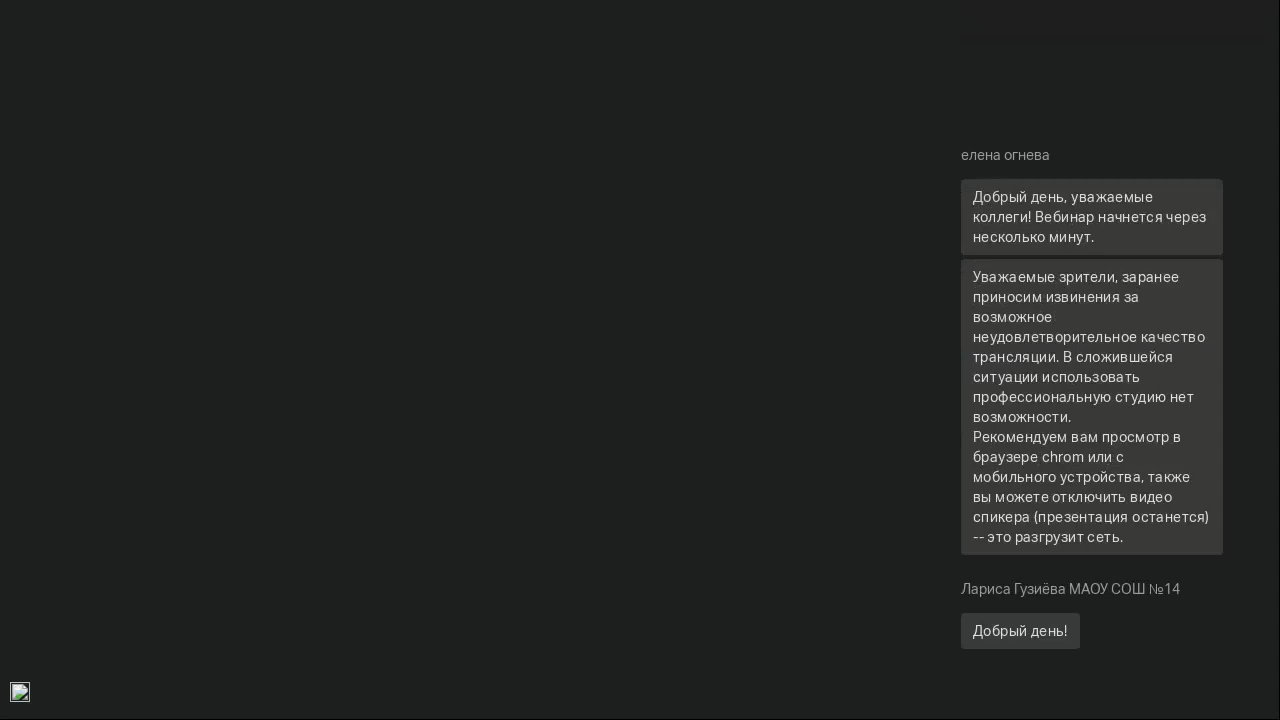 елена огнева
Добрый день, уважаемые
коллеги! Вебинар начнется через
несколько минут.
Уважаемые зрители, заранее
приносим извинения за
возможное
неудовлетворительное качество
трансляции. В сложившейся
ситуации использовать
профессиональную студию нет
возможности.
Рекомендуем вам просмотр в
браузере chrom или с
мобильного устройства, также
вы можете отключить видео
спикера (презентация останется)
-- это разгрузит сеть.
Лариса Гузиёва МАОУ СОШ №14
Добрый день!